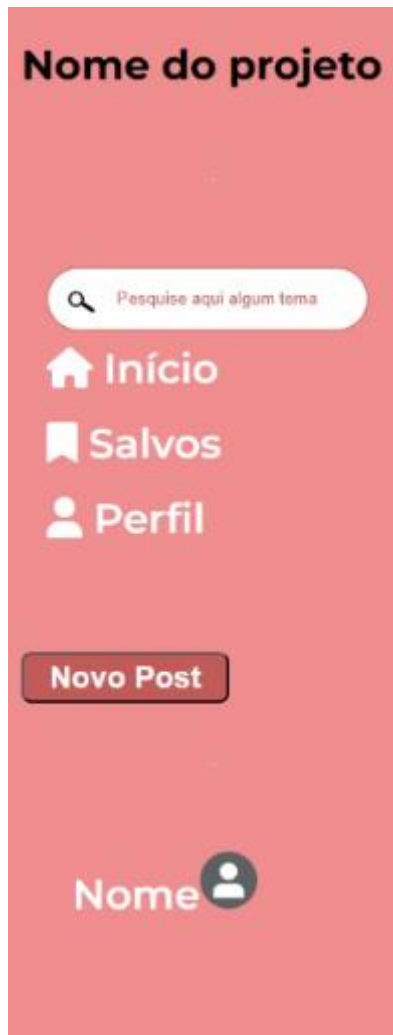 Nome do projeto
Pesquise aqui algum tema
Início
Salvos
Perfil
Novo Post
Nome